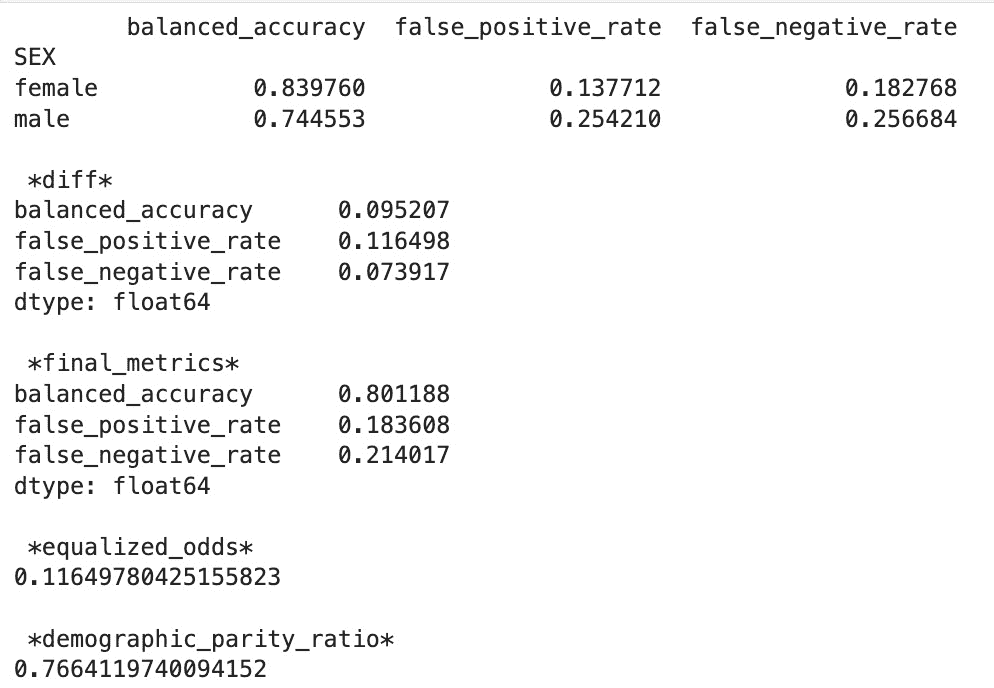 balanced_accuracy  false_positive_rate  false_negative_rate
SEX
female           0.839760             0.137712             0.182768
male             0.744553             0.254210             0.256684
*diff*
balanced_accuracy      0.095207
false_positive_rate    0.116498
false_negative_rate    0.073917
dtype: float64
*final_metrics*
balanced_accuracy      0.801188
false_positive_rate    0.183608
false_negative_rate    0.214017
dtype: float64
*equalized_odds*
0.11649780425155823
*demographic_parity_ratio*
0.7664119740094152